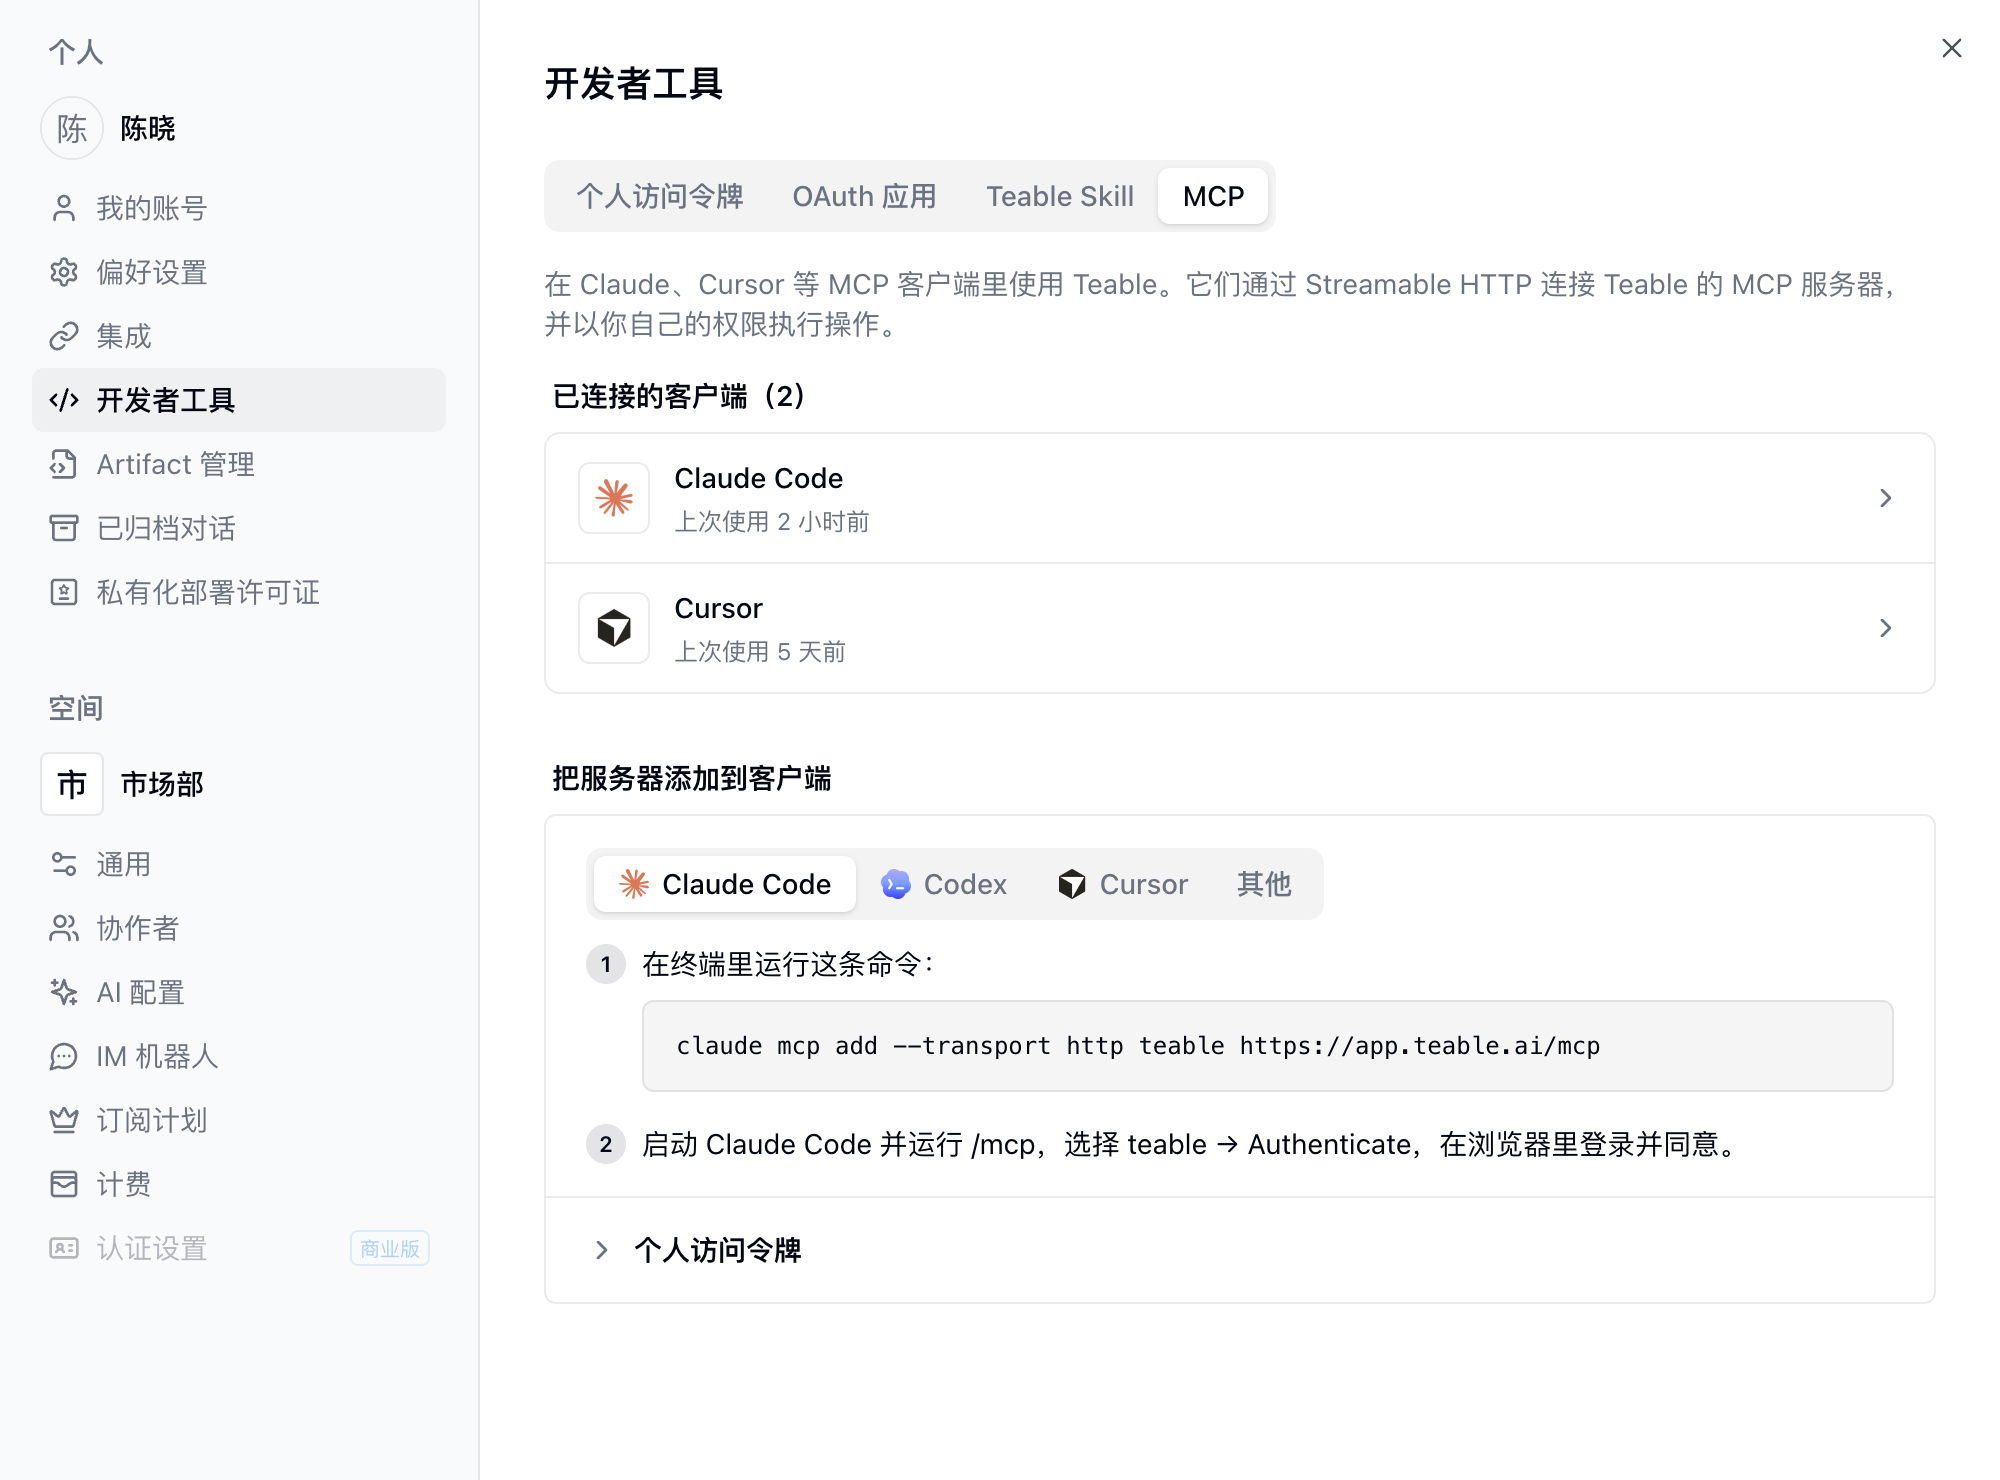 个人
陈 陈晓
我的账号
偏好设置
集成
开发者工具
Artifact 管理
已归档对话
私有化部署许可证
空间
市 市场部
通用
协作者
AI 配置
IM 机器人
订阅计划
计费
认证设置 商业版
开发者工具
个人访问令牌 OAuth 应用 Teable Skill MCP
在 Claude、Cursor 等 MCP 客户端里使用 Teable。它们通过 Streamable HTTP 连接 Teable 的 MCP 服务器，
并以你自己的权限执行操作。
已连接的客户端（2）
Claude Code
上次使用 2 小时前
Cursor
上次使用 5 天前
把服务器添加到客户端
Claude Code Codex Cursor 其他
1 在终端里运行这条命令：
claude mcp add --transport http teable https://app.teable.ai/mcp
2 启动 Claude Code 并运行 /mcp，选择 teable → Authenticate，在浏览器里登录并同意。
个人访问令牌